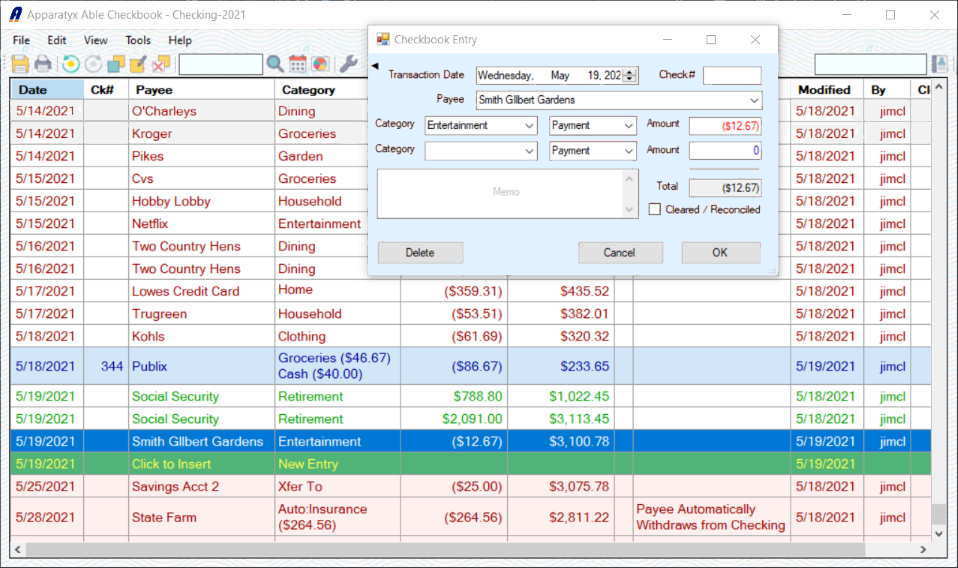 Apparatyx Able Checkbook - Checking-2021
File Edit View Tools Help
Checkbook Entry
Transaction Date Wednesday, May 19, 202 Check#
Payee Smith GIlbert Gardens
Category Entertainment Payment Amount ($12.67)
Category Payment Amount 0
Memo
Total ($12.67)
Cleared / Reconciled
Delete Cancel OK
Date Ck# Payee Category Modified By
5/14/2021 O'Charleys Dining 5/18/2021 jimcl
5/14/2021 Kroger Groceries 5/18/2021 jimcl
5/14/2021 Pikes Garden 5/18/2021 jimcl
5/15/2021 Cvs Groceries 5/18/2021 jimcl
5/15/2021 Hobby Lobby Household 5/18/2021 jimcl
5/15/2021 Netflix Entertainment 5/18/2021 jimcl
5/16/2021 Two Country Hens Dining 5/18/2021 jimcl
5/16/2021 Two Country Hens Dining 5/18/2021 jimcl
5/17/2021 Lowes Credit Card Home ($359.31) $435.52 5/18/2021 jimcl
5/17/2021 Trugreen Household ($53.51) $382.01 5/18/2021 jimcl
5/18/2021 Kohls Clothing ($61.69) $320.32 5/18/2021 jimcl
5/18/2021 344 Publix Groceries ($46.67) Cash ($40.00) ($86.67) $233.65 5/19/2021 jimcl
5/19/2021 Social Security Retirement $788.80 $1,022.45 5/18/2021 jimcl
5/19/2021 Social Security Retirement $2,091.00 $3,113.45 5/18/2021 jimcl
5/19/2021 Smith GIlbert Gardens Entertainment ($12.67) $3,100.78 5/19/2021 jimcl
5/19/2021 Click to Insert New Entry 5/19/2021
5/25/2021 Savings Acct 2 Xfer To ($25.00) $3,075.78 5/18/2021 jimcl
5/28/2021 State Farm Auto:Insurance ($264.56) ($264.56) $2,811.22 Payee Automatically Withdraws from Checking 5/18/2021 jimcl